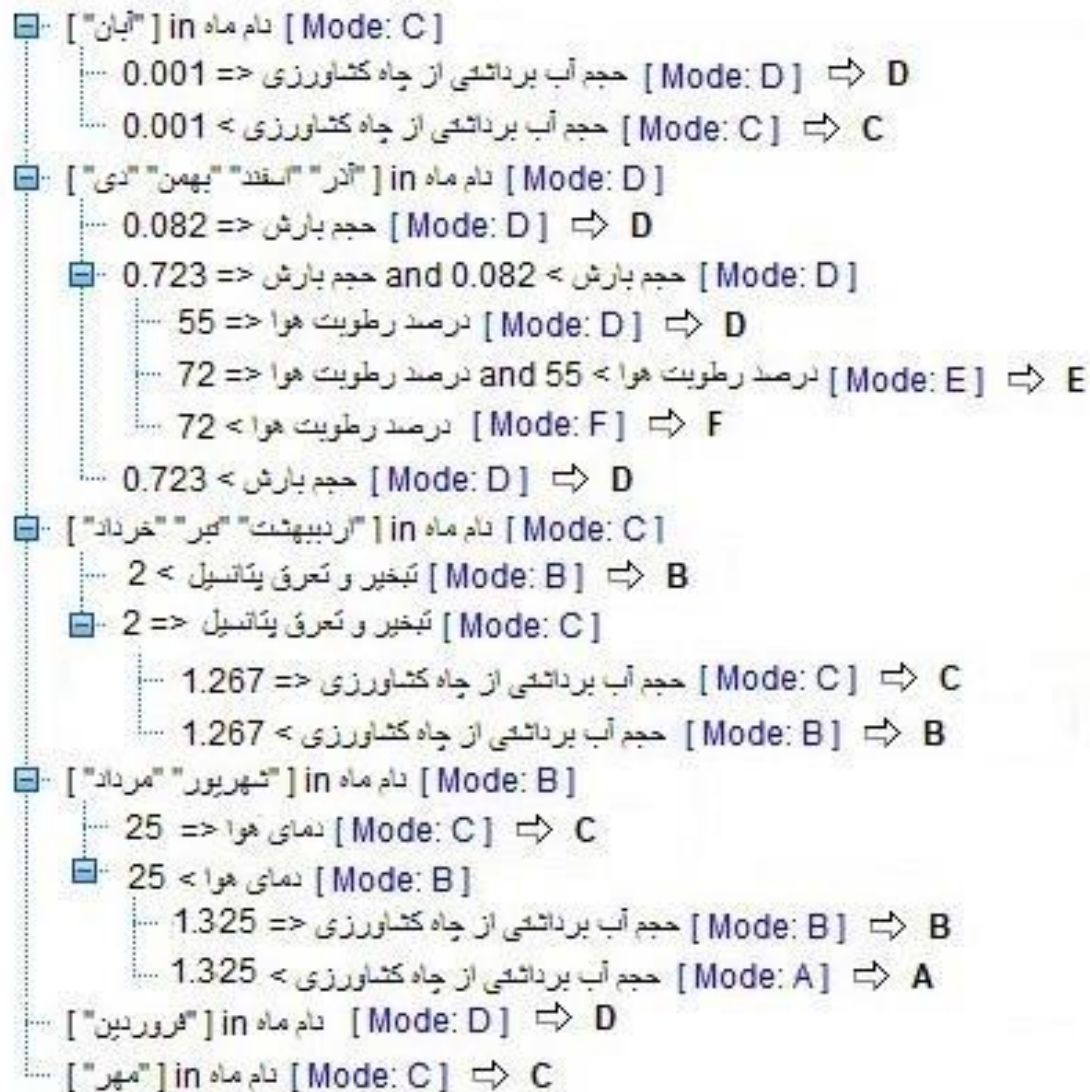 نام ماه in [ "آبان" ] [ Mode: C ]
حجم آب برداشتی از چاه کشاورزی <= 0.001 [ Mode: D ] ⇨ D
حجم آب برداشتی از چاه کشاورزی > 0.001 [ Mode: C ] ⇨ C
نام ماه in [ "آذر" "اسفند" "بهمن" "دی" ] [ Mode: D ]
حجم بارش <= 0.082 [ Mode: D ] ⇨ D
حجم بارش > 0.082 and حجم بارش <= 0.723 [ Mode: D ]
درصد رطوبت هوا <= 55 [ Mode: D ] ⇨ D
درصد رطوبت هوا > 55 and درصد رطوبت هوا <= 72 [ Mode: E ] ⇨ E
درصد رطوبت هوا > 72 [ Mode: F ] ⇨ F
حجم بارش > 0.723 [ Mode: D ] ⇨ D
نام ماه in [ "اردیبهشت" "تیر" "خرداد" ] [ Mode: C ]
تبخیر و تعرق پتانسیل > 2 [ Mode: B ] ⇨ B
تبخیر و تعرق پتانسیل <= 2 [ Mode: C ]
حجم آب برداشتی از چاه کشاورزی <= 1.267 [ Mode: C ] ⇨ C
حجم آب برداشتی از چاه کشاورزی > 1.267 [ Mode: B ] ⇨ B
نام ماه in [ "شهریور" "مرداد" ] [ Mode: B ]
دمای هوا <= 25 [ Mode: C ] ⇨ C
دمای هوا > 25 [ Mode: B ]
حجم آب برداشتی از چاه کشاورزی <= 1.325 [ Mode: B ] ⇨ B
حجم آب برداشتی از چاه کشاورزی > 1.325 [ Mode: A ] ⇨ A
نام ماه in [ "فروردین" ] [ Mode: D ] ⇨ D
نام ماه in [ "مهر" ] [ Mode: C ] ⇨ C